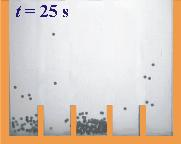 t = 25 s